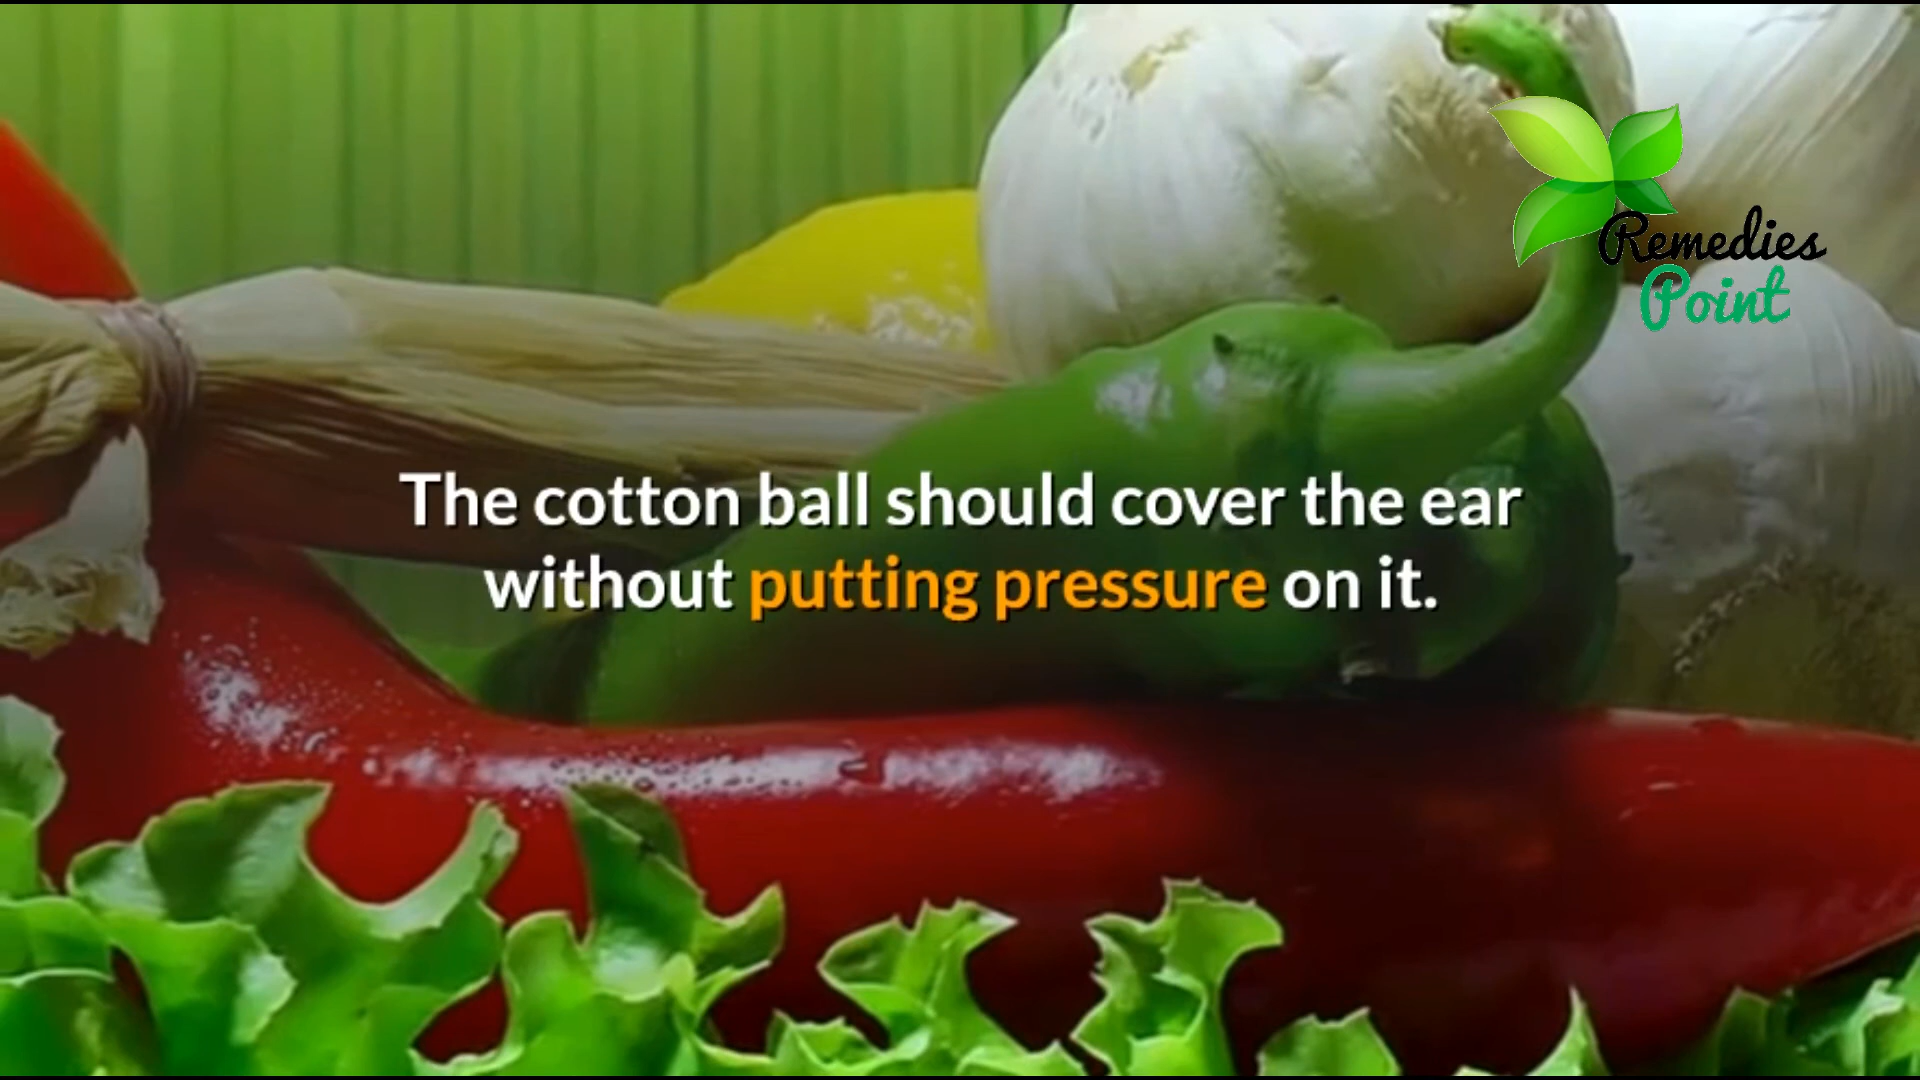 Remedies
Point
The cotton ball should cover the ear
without putting pressure on it.